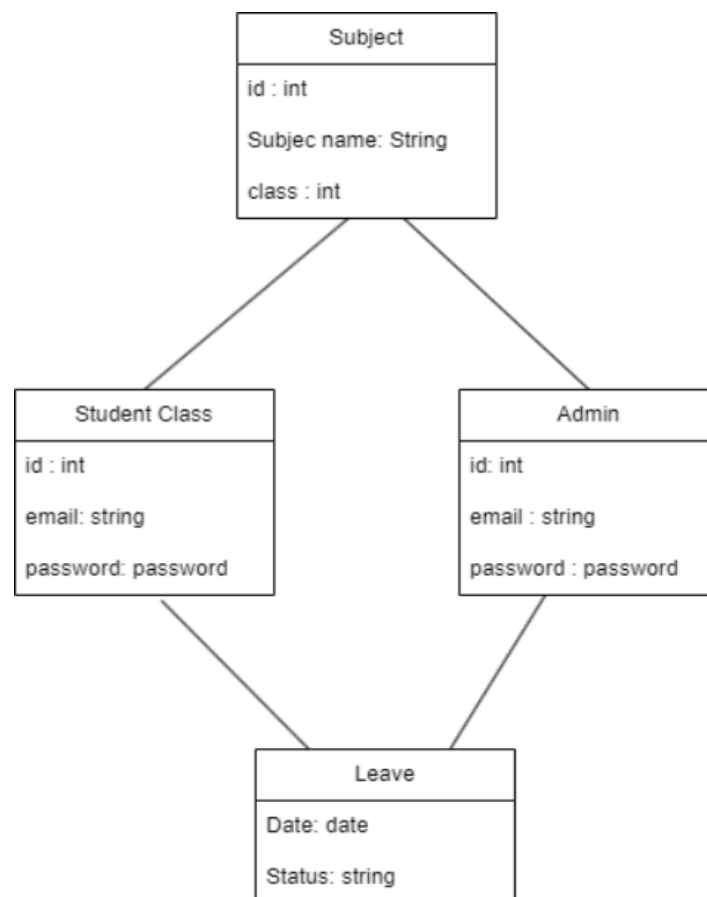 Subject
id : int
Subjec name: String
class : int
Student Class
id : int
email: string
password: password
Admin
id: int
email : string
password : password
Leave
Date: date
Status: string